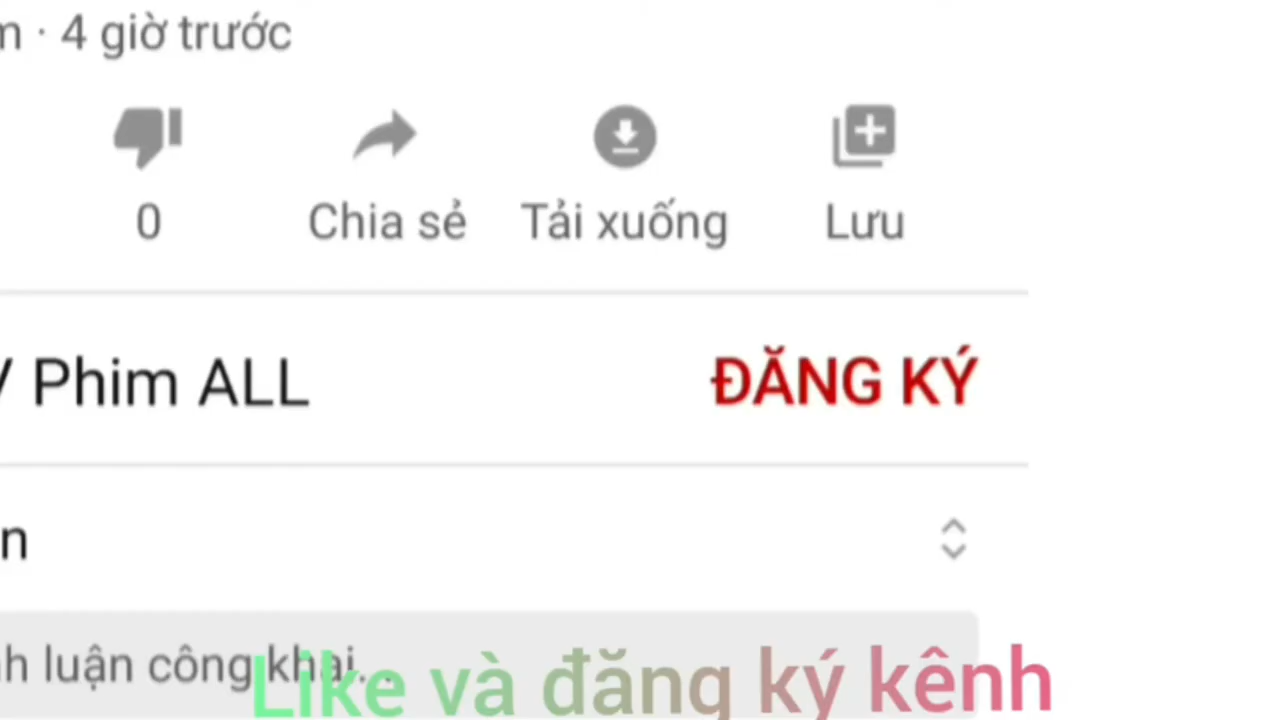 · 4 giờ trước
0
Chia sẻ
Tải xuống
Lưu
Phim ALL
ĐĂNG KÝ
luận công khai...
Like và đăng ký kênh